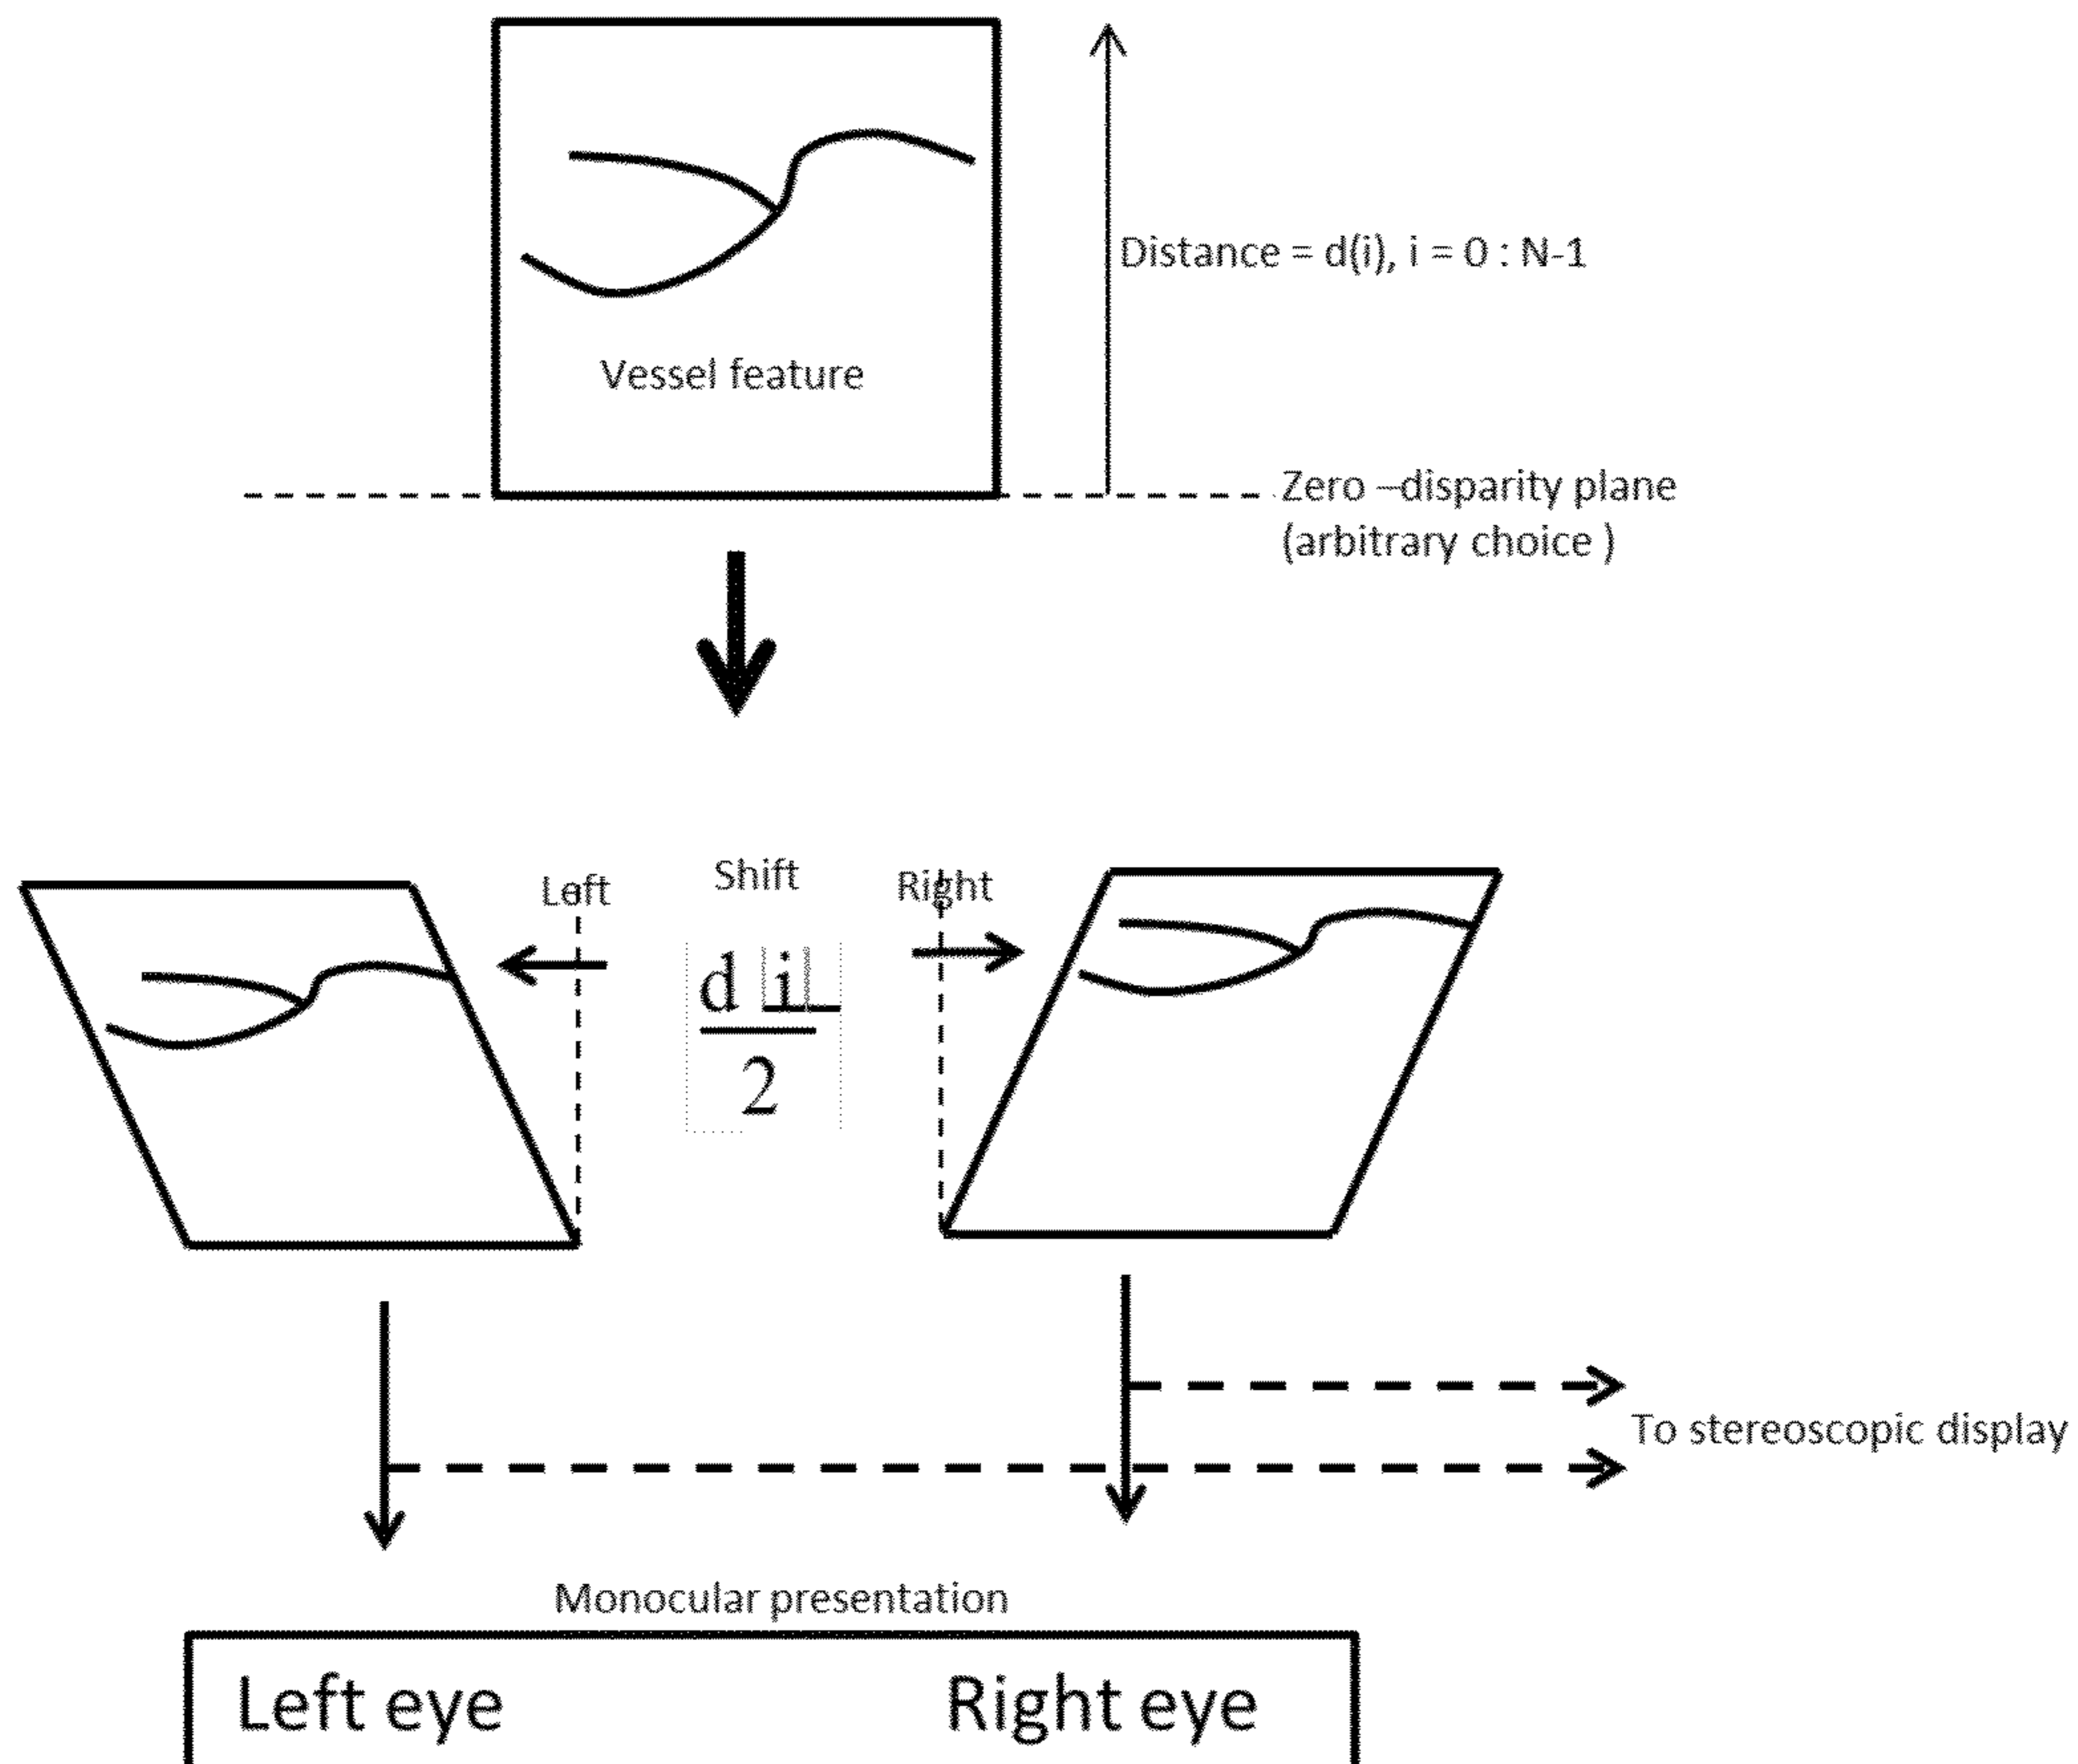 Vessel feature
Distance = d(i), i = 0 : N-1
Zero –disparity plane
(arbitrary choice )
Left
Shift
Right
d i
2
To stereoscopic display
Monocular presentation
Left eye
Right eye